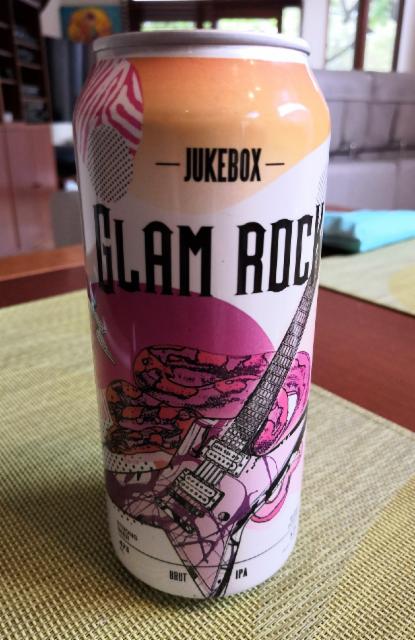 — JUKEBOX —
GLAM ROCK
BRUT IPA